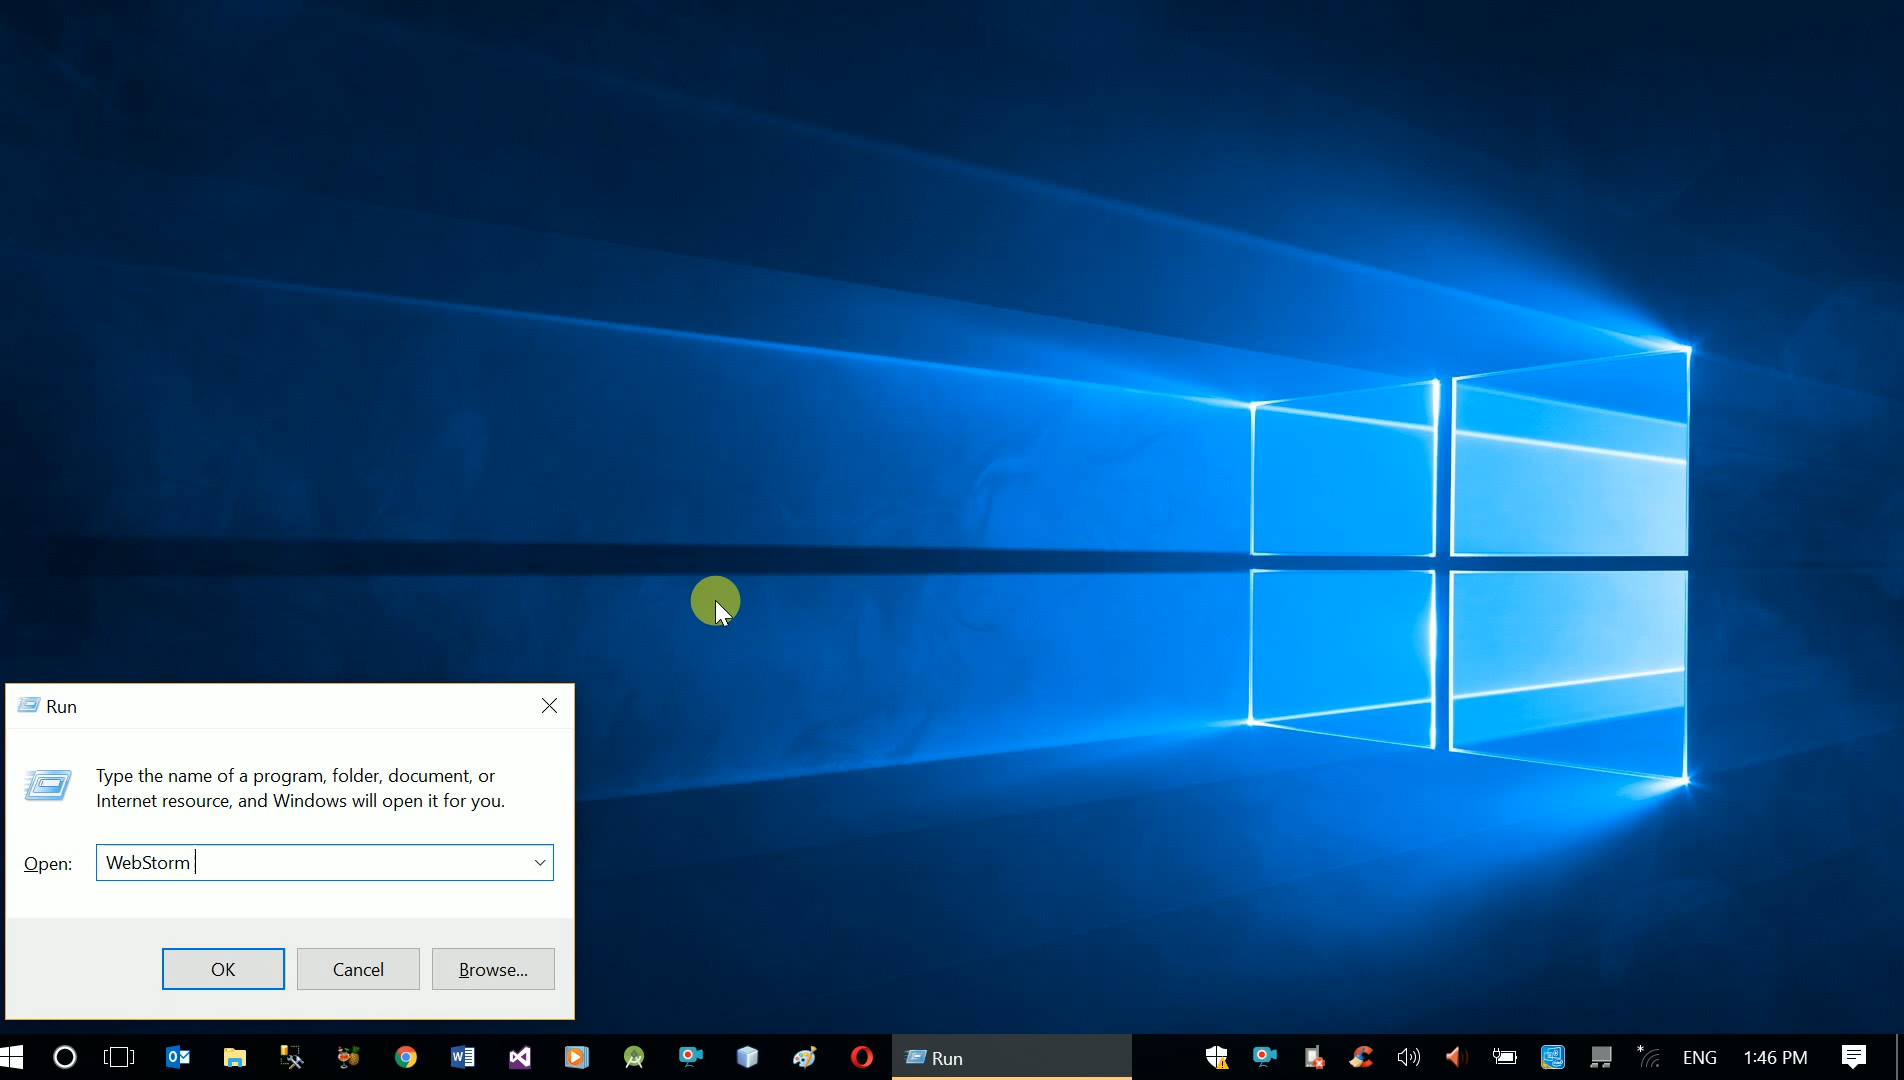 Run
Type the name of a program, folder, document, or
Internet resource, and Windows will open it for you.
Open: WebStorm
OK Cancel Browse...
Run ENG 1:46 PM